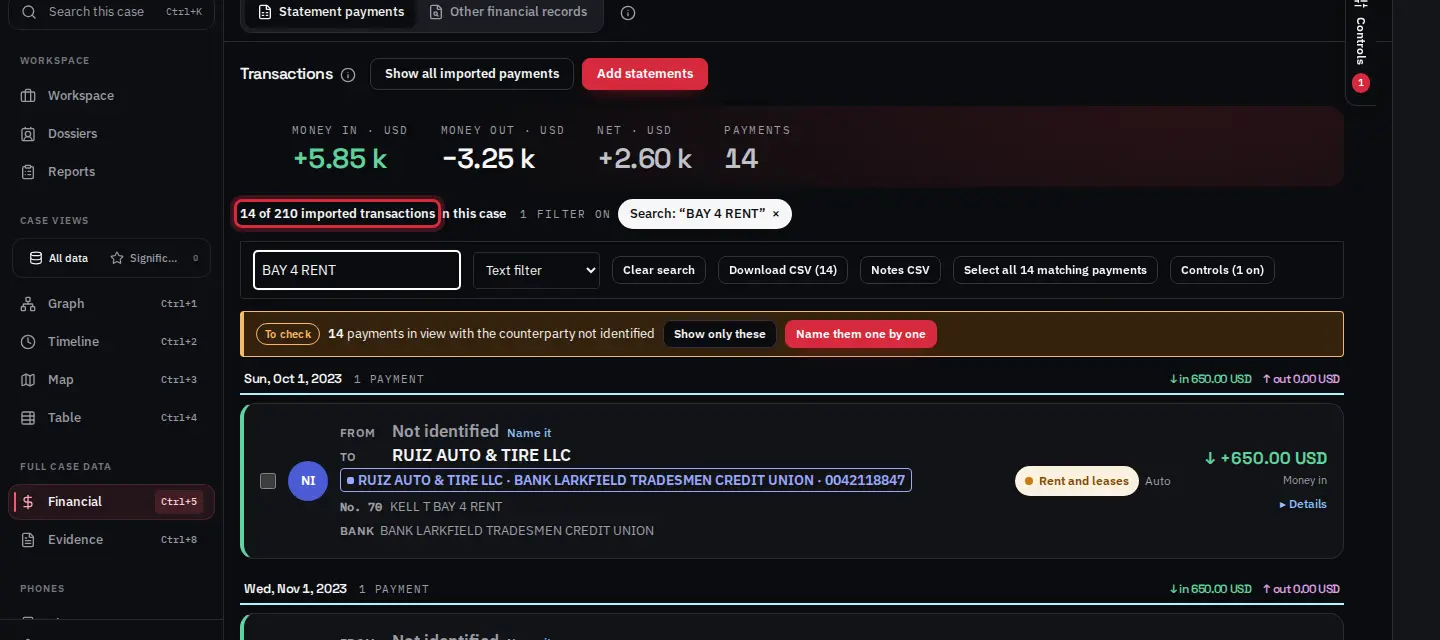 Search this case Ctrl+K
WORKSPACE
Workspace
Dossiers
Reports
CASE VIEWS
All data Signific... 0
Graph Ctrl+1
Timeline Ctrl+2
Map Ctrl+3
Table Ctrl+4
FULL CASE DATA
Financial Ctrl+5
Evidence Ctrl+8
PHONES
Statement payments Other financial records
Transactions Show all imported payments Add statements
MONEY IN · USD MONEY OUT · USD NET · USD PAYMENTS
+5.85 k −3.25 k +2.60 k 14
14 of 210 imported transactions in this case 1 FILTER ON Search: “BAY 4 RENT” ×
BAY 4 RENT Text filter Clear search Download CSV (14) Notes CSV Select all 14 matching payments Controls (1 on)
To check 14 payments in view with the counterparty not identified Show only these Name them one by one
Sun, Oct 1, 2023 1 PAYMENT ↓ in 650.00 USD ↑ out 0.00 USD
FROM Not identified Name it
TO RUIZ AUTO & TIRE LLC
NI RUIZ AUTO & TIRE LLC · BANK LARKFIELD TRADESMEN CREDIT UNION · 0042118847
No. 70 KELL T BAY 4 RENT
BANK BANK LARKFIELD TRADESMEN CREDIT UNION
Rent and leases Auto
↓ +650.00 USD
Money in
▸ Details
Wed, Nov 1, 2023 1 PAYMENT ↓ in 650.00 USD ↑ out 0.00 USD
FROM Not identified Name it
Controls
1